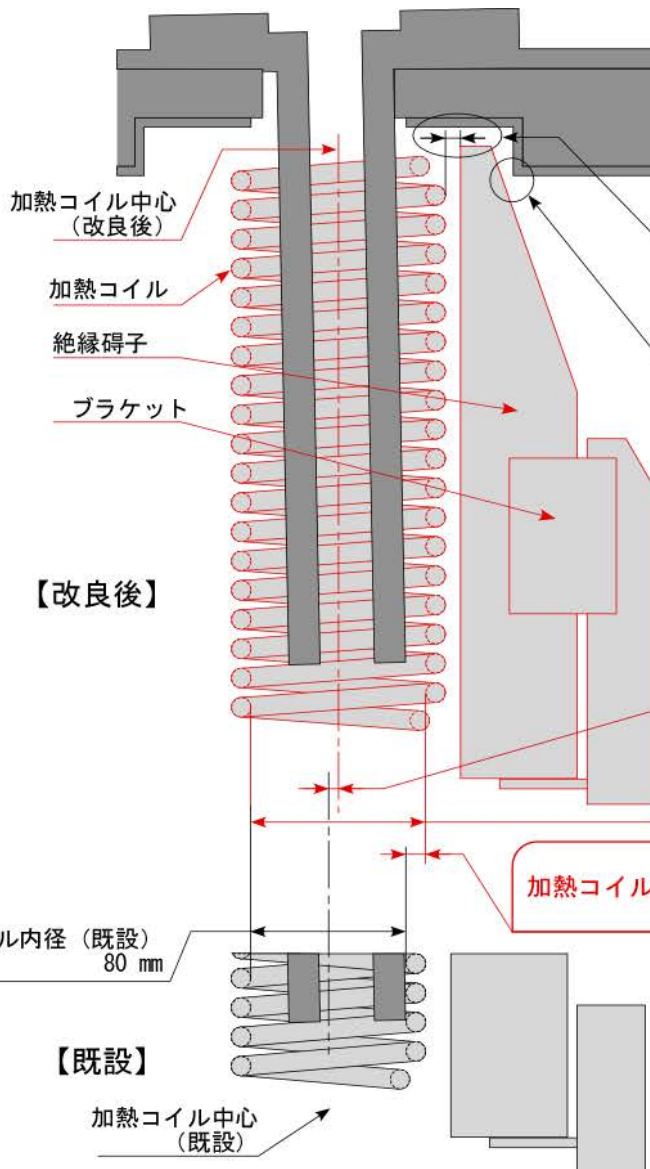 加熱コイル中心
(改良後)
加熱コイル
絶縁碍子
ブラケット
【改良後】
加熱コイル
ル内径(既設)
80 mm
【既設】
加熱コイル中心
(既設)